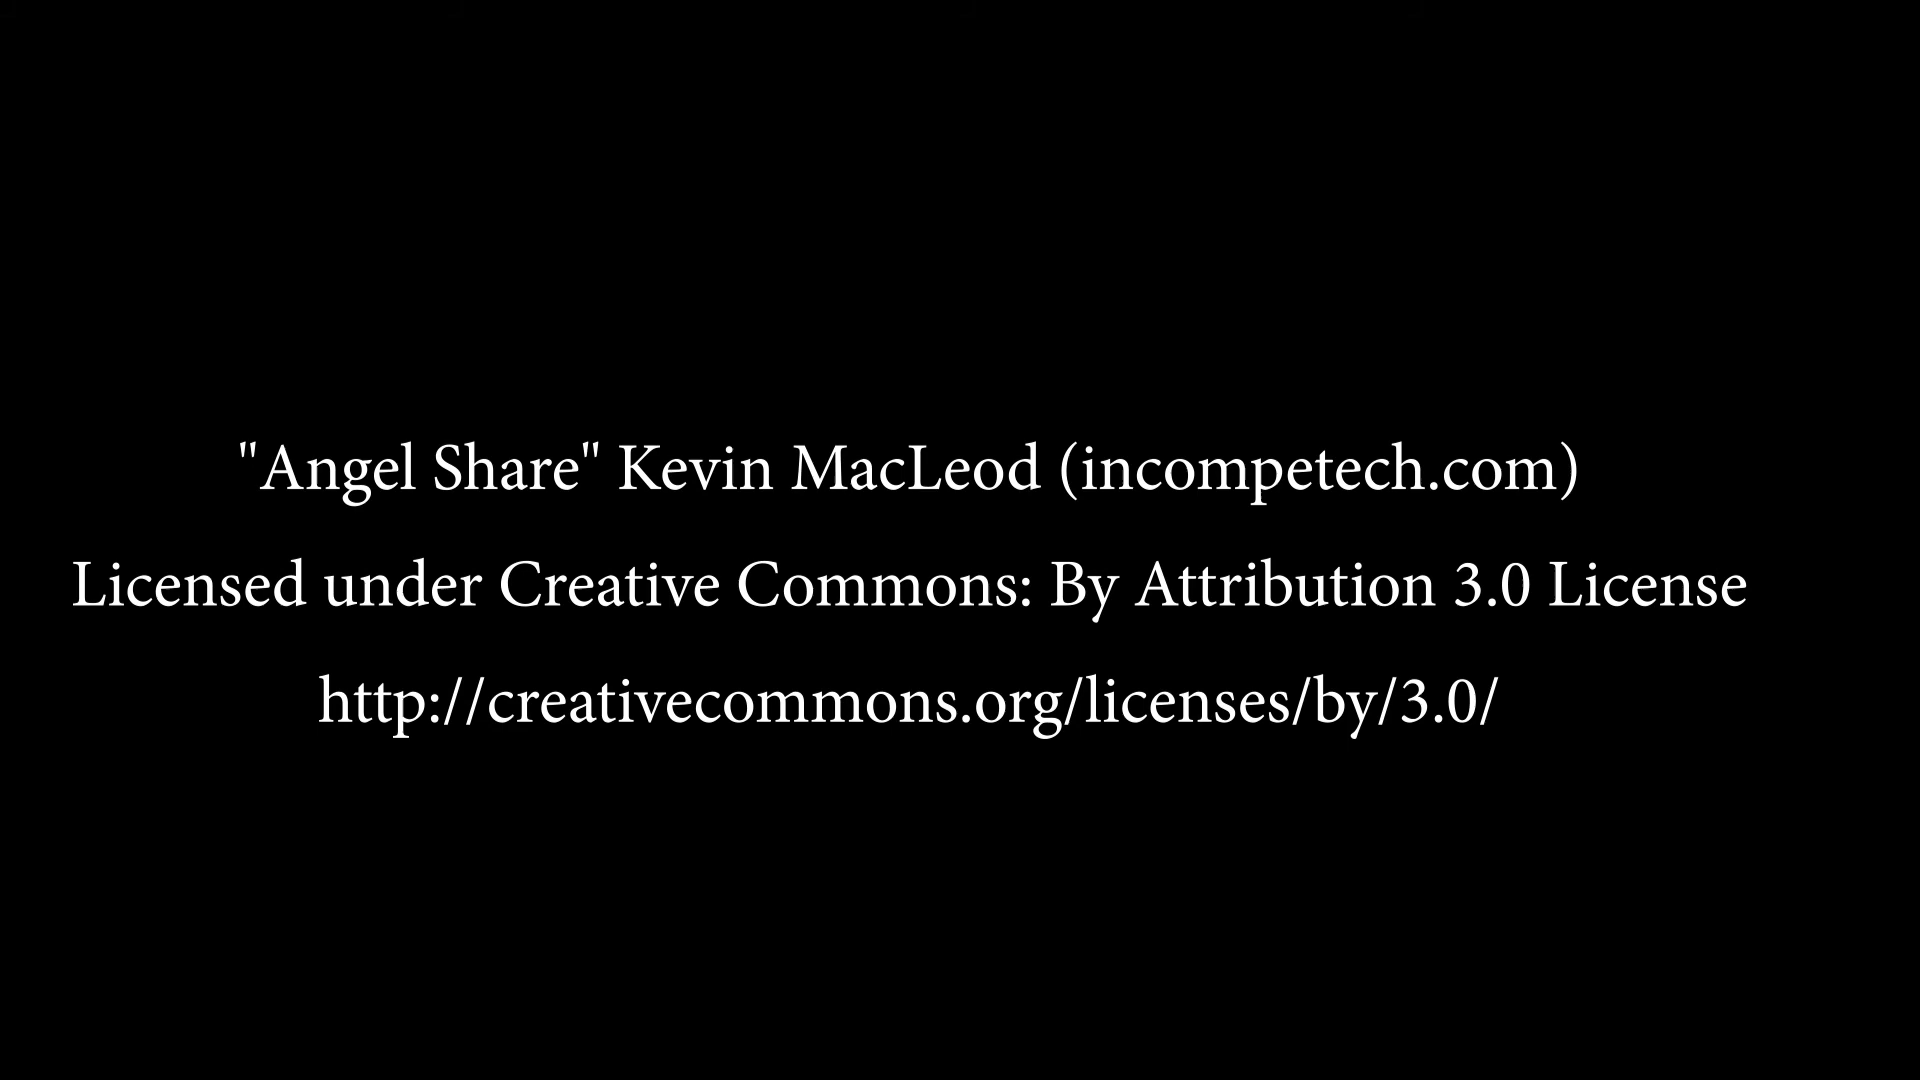 "Angel Share" Kevin MacLeod (incompetech.com)
Licensed under Creative Commons: By Attribution 3.0 License
http://creativecommons.org/licenses/by/3.0/